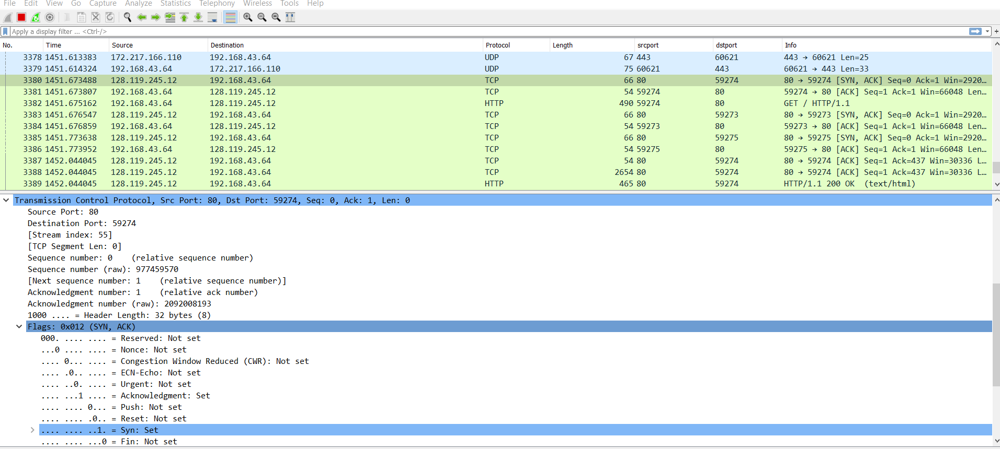 File Edit View Go Capture Analyze Statistics Telephony Wireless Tools Help
Apply a display filter ... <Ctrl-/>
No. Time Source Destination Protocol Length srcport dstport Info
3378 1451.613383 172.217.166.110 192.168.43.64 UDP 67 443 60621 443 → 60621 Len=25
3379 1451.614324 192.168.43.64 172.217.166.110 UDP 75 60621 443 60621 → 443 Len=33
3380 1451.673488 128.119.245.12 192.168.43.64 TCP 66 80 59274 80 → 59274 [SYN, ACK] Seq=0 Ack=1 Win=2920…
3381 1451.673807 192.168.43.64 128.119.245.12 TCP 54 59274 80 59274 → 80 [ACK] Seq=1 Ack=1 Win=66048 Len…
3382 1451.675162 192.168.43.64 128.119.245.12 HTTP 490 59274 80 GET / HTTP/1.1
3383 1451.676547 128.119.245.12 192.168.43.64 TCP 66 80 59273 80 → 59273 [SYN, ACK] Seq=0 Ack=1 Win=2920…
3384 1451.676859 192.168.43.64 128.119.245.12 TCP 54 59273 80 59273 → 80 [ACK] Seq=1 Ack=1 Win=66048 Len…
3385 1451.773638 128.119.245.12 192.168.43.64 TCP 66 80 59275 80 → 59275 [SYN, ACK] Seq=0 Ack=1 Win=2920…
3386 1451.773952 192.168.43.64 128.119.245.12 TCP 54 59275 80 59275 → 80 [ACK] Seq=1 Ack=1 Win=66048 Len…
3387 1452.044045 128.119.245.12 192.168.43.64 TCP 54 80 59274 80 → 59274 [ACK] Seq=1 Ack=437 Win=30336 L…
3388 1452.044045 128.119.245.12 192.168.43.64 TCP 2654 80 59274 80 → 59274 [ACK] Seq=1 Ack=437 Win=30336 L…
3389 1452.044045 128.119.245.12 192.168.43.64 HTTP 465 80 59274 HTTP/1.1 200 OK (text/html)
Transmission Control Protocol, Src Port: 80, Dst Port: 59274, Seq: 0, Ack: 1, Len: 0
Source Port: 80
Destination Port: 59274
[Stream index: 55]
[TCP Segment Len: 0]
Sequence number: 0 (relative sequence number)
Sequence number (raw): 977459570
[Next sequence number: 1 (relative sequence number)]
Acknowledgment number: 1 (relative ack number)
Acknowledgment number (raw): 2092008193
1000 .... = Header Length: 32 bytes (8)
Flags: 0x012 (SYN, ACK)
000. .... .... = Reserved: Not set
...0 .... .... = Nonce: Not set
.... 0... .... = Congestion Window Reduced (CWR): Not set
.... .0.. .... = ECN-Echo: Not set
.... ..0. .... = Urgent: Not set
.... ...1 .... = Acknowledgment: Set
.... .... 0... = Push: Not set
.... .... .0.. = Reset: Not set
.... .... ..1. = Syn: Set
.... .... ...0 = Fin: Not set